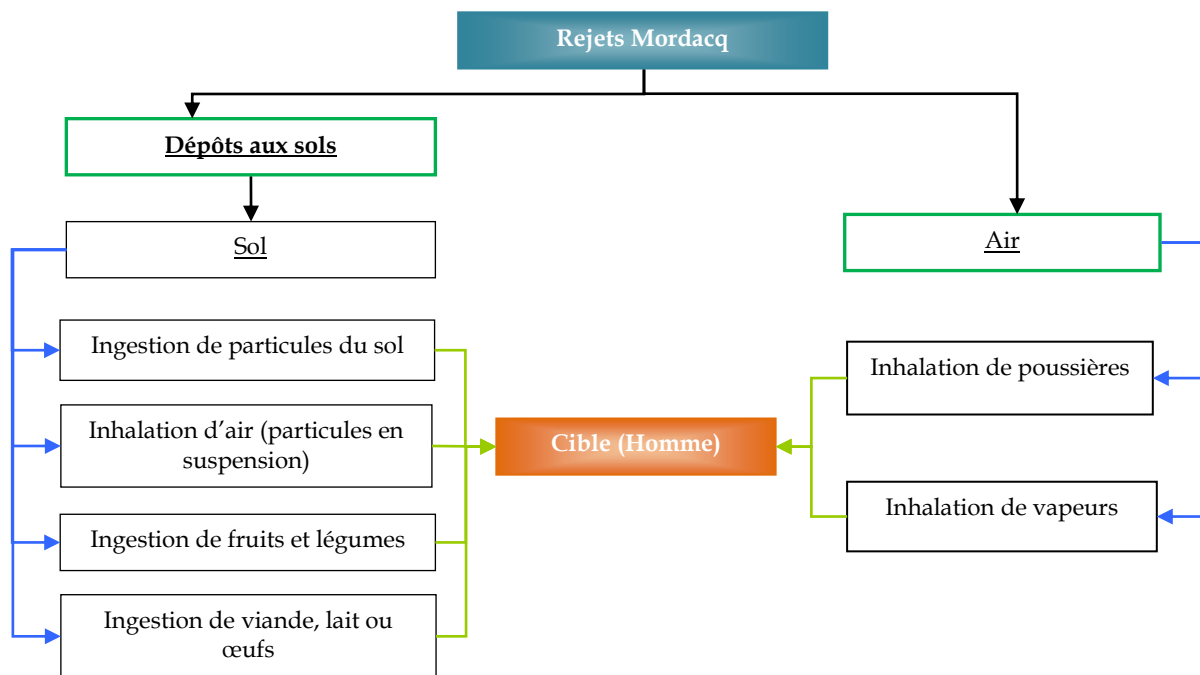 Rejets Mordacq
Dépôts aux sols
Sol
Air
Ingestion de particules du sol
Inhalation d’air (particules en
suspension)
Ingestion de fruits et légumes
Ingestion de viande, lait ou
œufs
Cible (Homme)
Inhalation de poussières
Inhalation de vapeurs